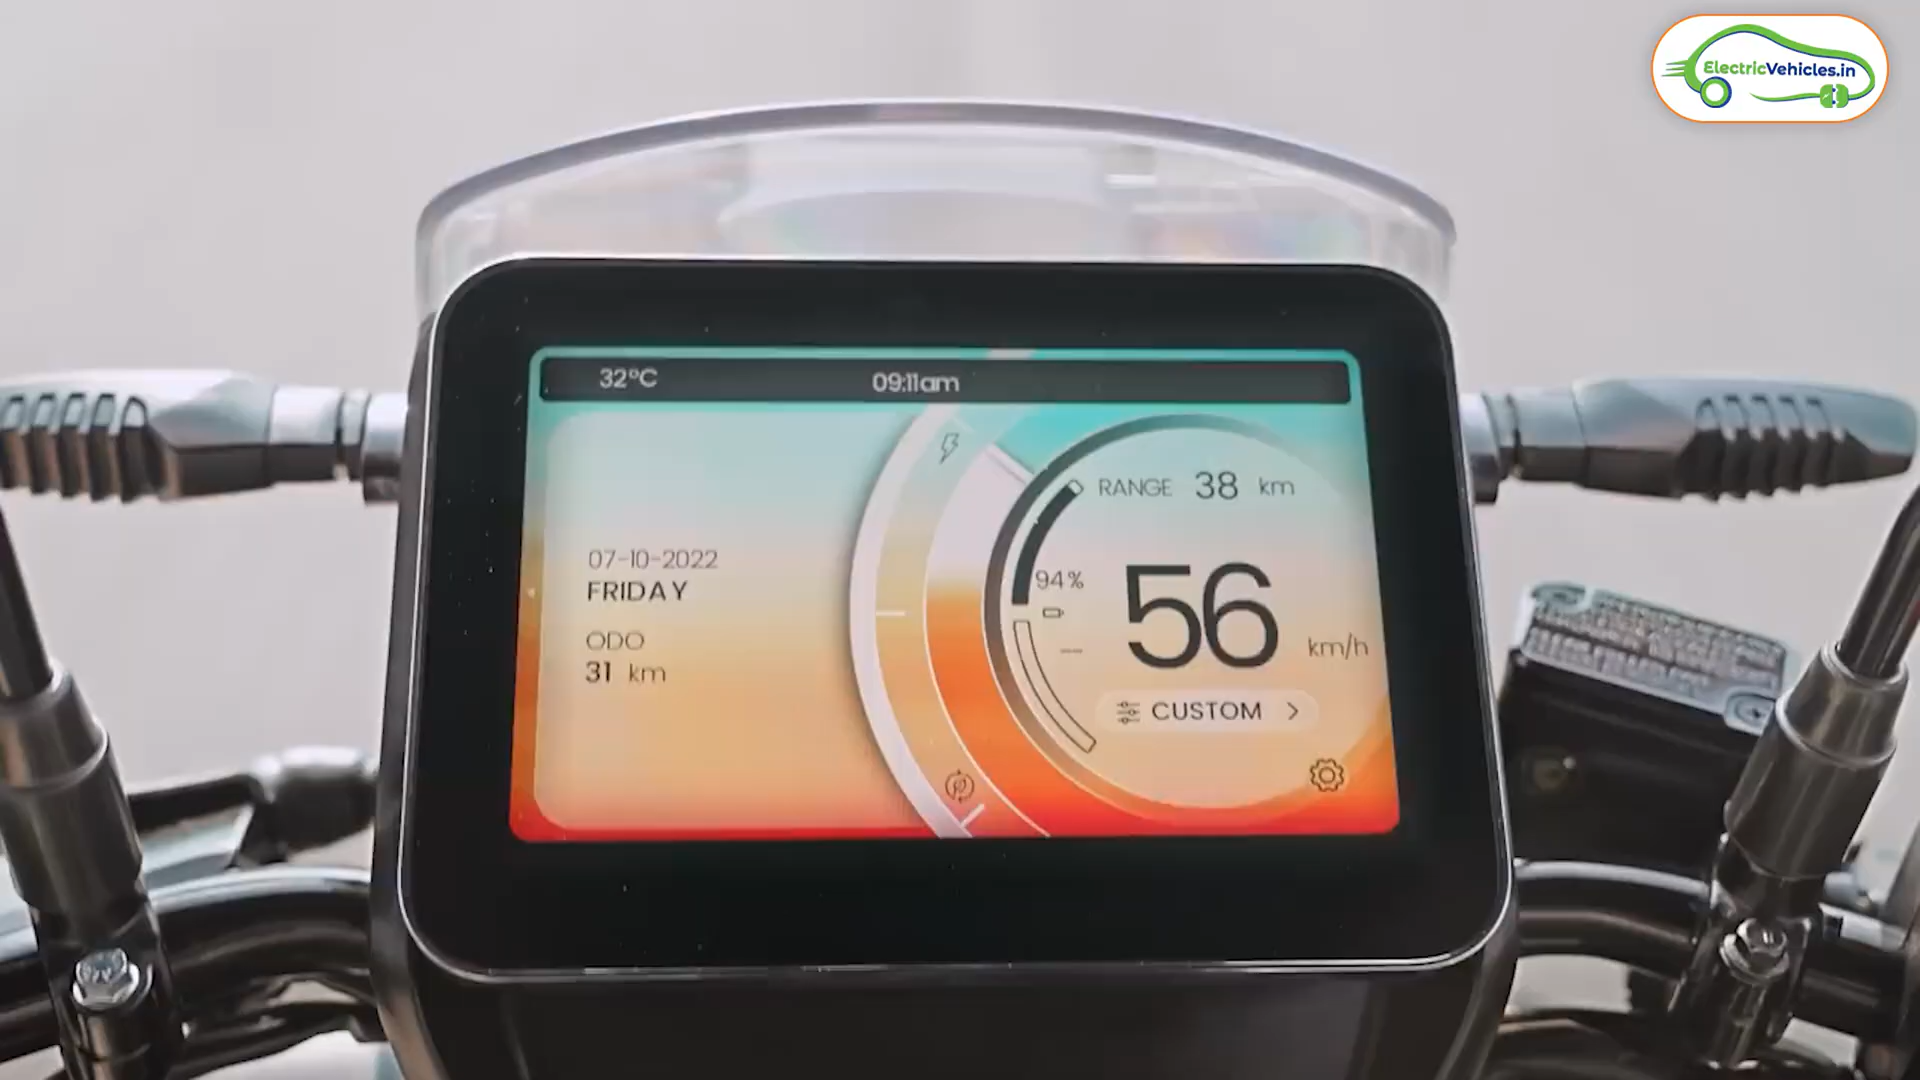 ElectricVehicles.in
32°C
09:11am
RANGE 38 km
07-10-2022
FRIDAY
94%
56 km/h
ODO
31 km
CUSTOM